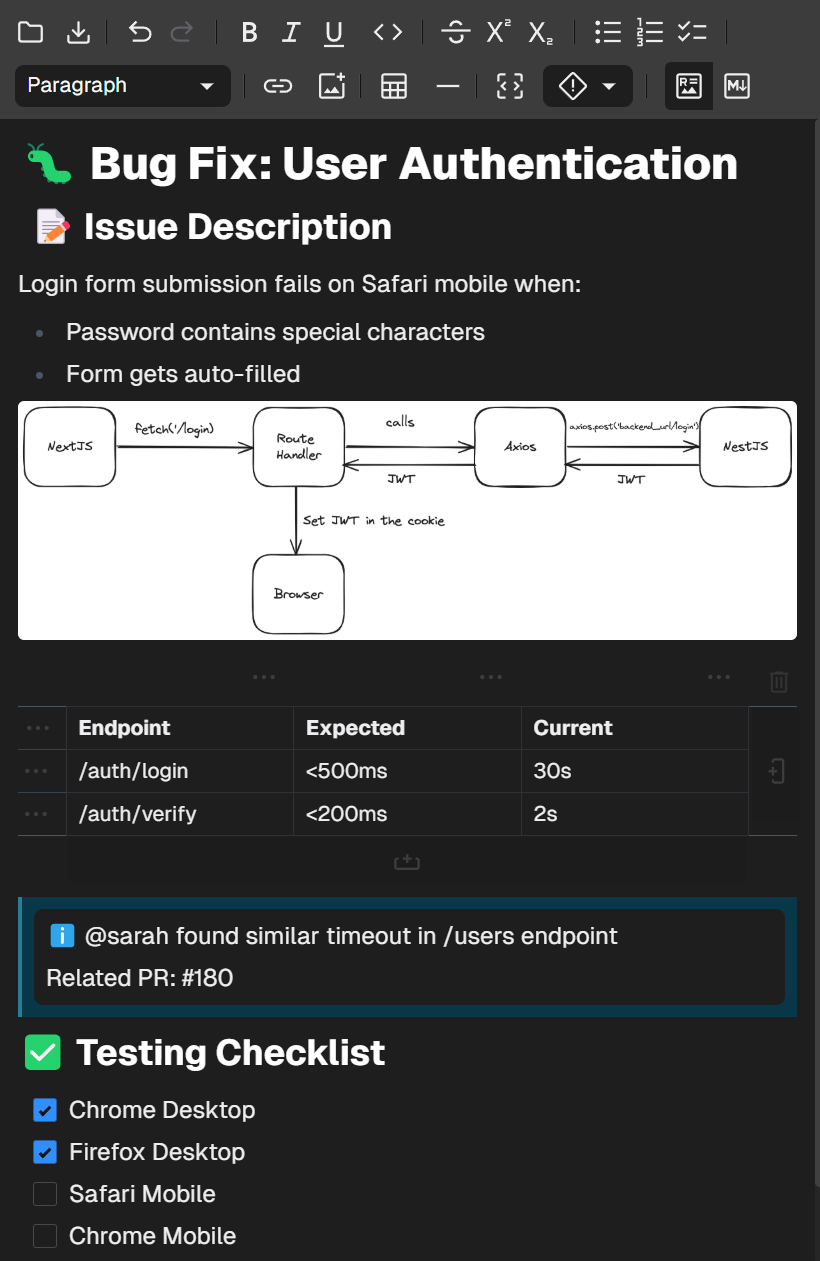 B I U X² X₂
Paragraph
M↓
🐛 Bug Fix: User Authentication
📝 Issue Description
Login form submission fails on Safari mobile when:
• Password contains special characters
• Form gets auto-filled
NextJS
fetch('/login)
Route
Handler
calls
JWT
Axios
axios.post('backend_url/login')
JWT
NestJS
Set JWT in the cookie
Browser
Endpoint Expected Current
/auth/login <500ms 30s
/auth/verify <200ms 2s
ℹ️ @sarah found similar timeout in /users endpoint
Related PR: #180
✅ Testing Checklist
Chrome Desktop
Firefox Desktop
Safari Mobile
Chrome Mobile